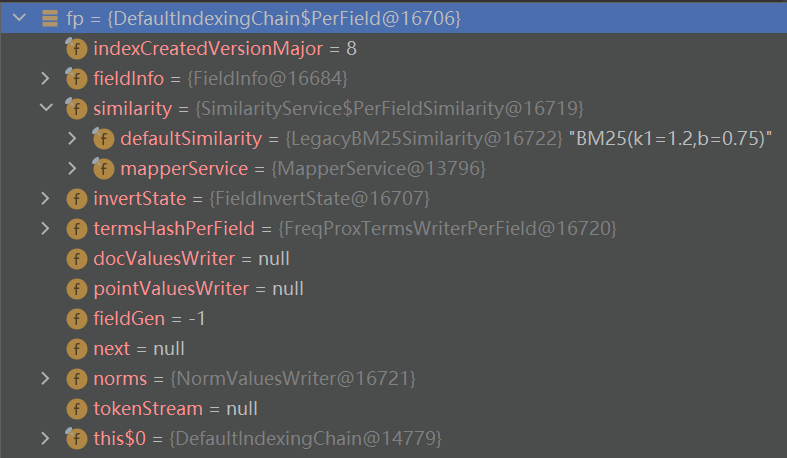 fp = {DefaultIndexingChain$PerField@16706}
f indexCreatedVersionMajor = 8
f fieldInfo = {FieldInfo@16684}
f similarity = {SimilarityService$PerFieldSimilarity@16719}
f defaultSimilarity = {LegacyBM25Similarity@16722} "BM25(k1=1.2,b=0.75)"
f mapperService = {MapperService@13796}
f invertState = {FieldInvertState@16707}
f termsHashPerField = {FreqProxTermsWriterPerField@16720}
f docValuesWriter = null
f pointValuesWriter = null
f fieldGen = -1
f next = null
f norms = {NormValuesWriter@16721}
f tokenStream = null
f this$0 = {DefaultIndexingChain@14779}